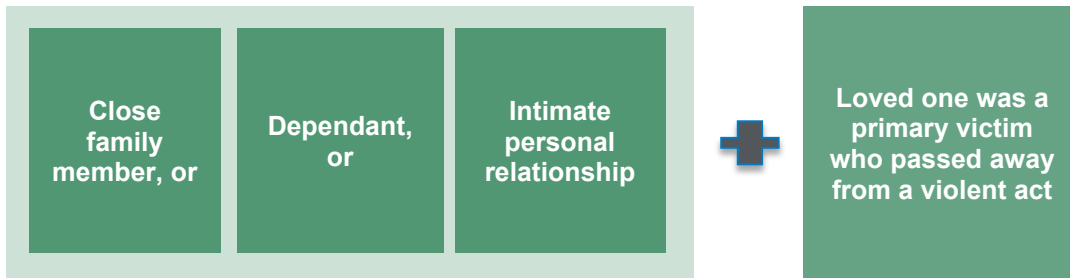 Close
family
member, or
Dependant,
or
Intimate
personal
relationship
Loved one was a
primary victim
who passed away
from a violent act